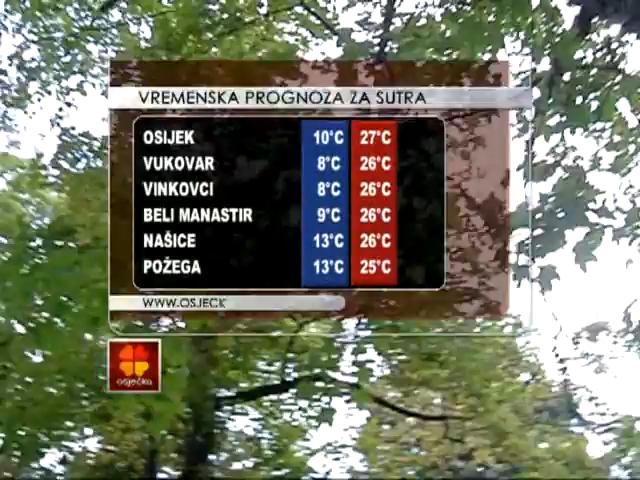 VREMENSKA PROGNOZA ZA SUTRA
OSIJEK 10°C 27°C
VUKOVAR 8°C 26°C
VINKOVCI 8°C 26°C
BELI MANASTIR 9°C 26°C
NAŠICE 13°C 26°C
POŽEGA 13°C 25°C
WWW.OSJECK
osječka